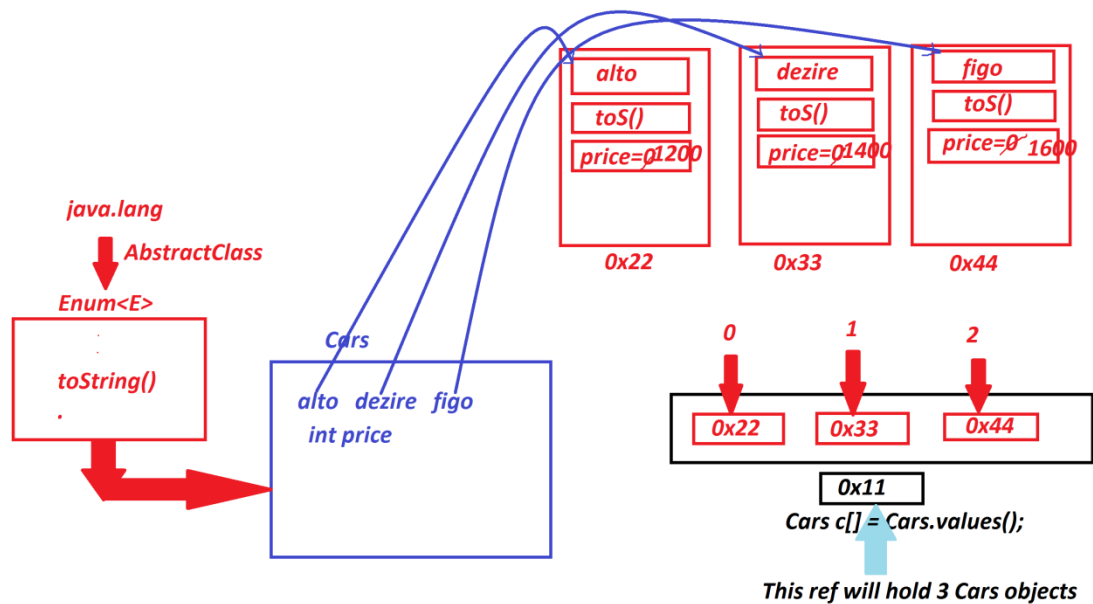 java.lang
AbstractClass
Enum<E>
toString()
Cars
alto dezire figo
int price
alto
toS()
price=0 1200
0x22
dezire
toS()
price=0 1400
0x33
figo
toS()
price=0 1600
0x44
0 1 2
0x22 0x33 0x44
0x11
Cars c[] = Cars.values();
This ref will hold 3 Cars objects